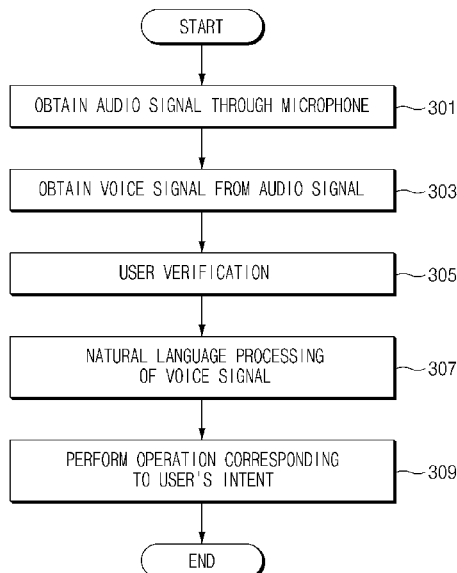 START
OBTAIN AUDIO SIGNAL THROUGH MICROPHONE
301
OBTAIN VOICE SIGNAL FROM AUDIO SIGNAL
303
USER VERIFICATION
305
NATURAL LANGUAGE PROCESSING
OF VOICE SIGNAL
307
PERFORM OPERATION CORRESPONDING
TO USER'S INTENT
309
END